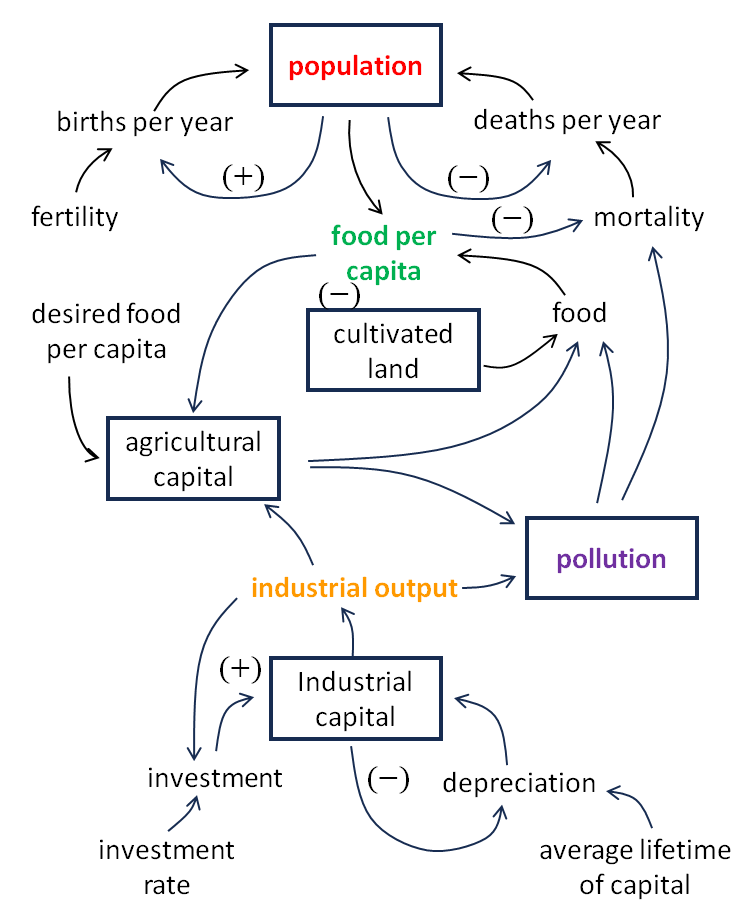 population
births per year
deaths per year
(+)
(−)
fertility
(−)
mortality
food per
capita
(−)
desired food
per capita
food
cultivated
land
agricultural
capital
pollution
industrial output
(+)
Industrial
capital
investment
(−)
depreciation
investment
rate
average lifetime
of capital